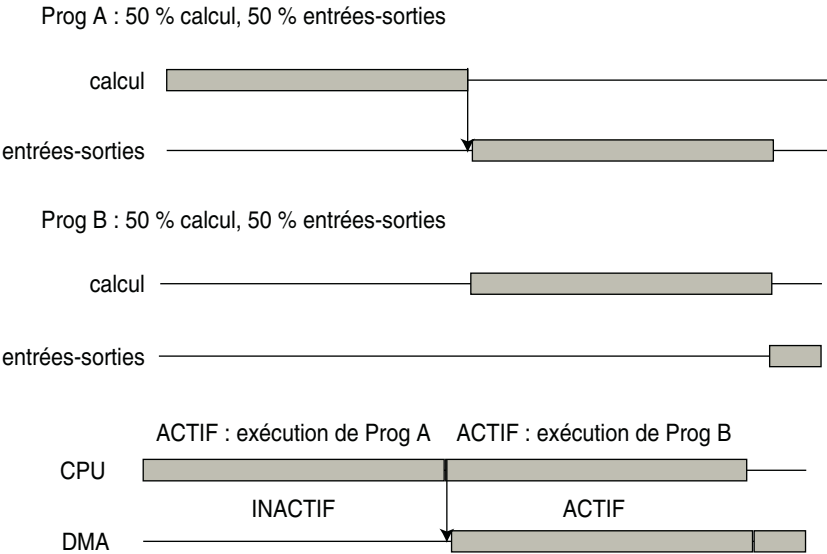 Prog A : 50 % calcul, 50 % entrées-sorties
calcul
entrées-sorties
Prog B : 50 % calcul, 50 % entrées-sorties
calcul
entrées-sorties
ACTIF : exécution de Prog A ACTIF : exécution de Prog B
CPU
INACTIF ACTIF
DMA